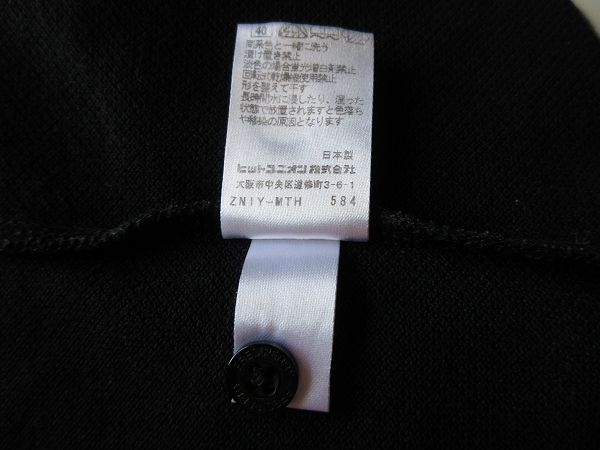 40
同系色と一緒に洗う
漬け置き禁止
淡色の場合蛍光増白剤禁止
回転式乾燥機使用禁止
形を整えて干す
長時間水に浸したり、湿った
状態で放置されますと色落ち
や移染の原因となります
日本製
ヒットユニオン株式会社
大阪市中央区道修町3-6-1
ZNIY-MTH 584